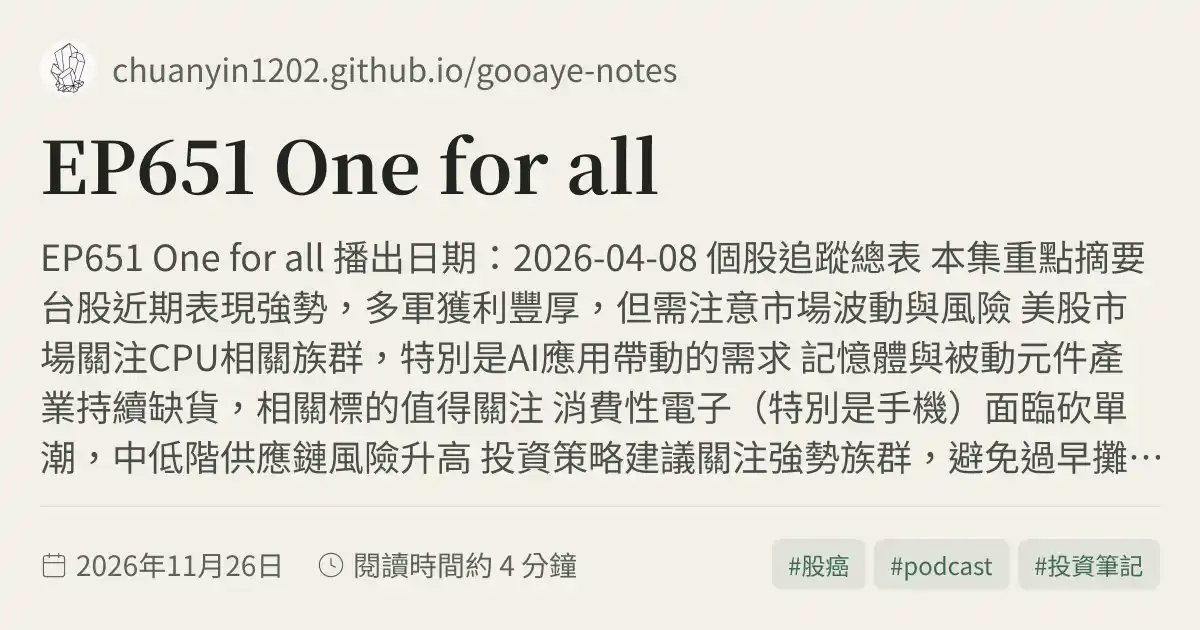 chuanyin1202.github.io/gooaye-notes
EP651 One for all
EP651 One for all 播出日期：2026-04-08 個股追蹤總表 本集重點摘要
台股近期表現強勢，多軍獲利豐厚，但需注意市場波動與風險 美股市
場關注CPU相關族群，特別是AI應用帶動的需求 記憶體與被動元件產
業持續缺貨，相關標的值得關注 消費性電子（特別是手機）面臨砍單
潮，中低階供應鏈風險升高 投資策略建議關注強勢族群，避免過早攤…
2026年11月26日 閱讀時間約 4 分鐘 #股癌 #podcast #投資筆記